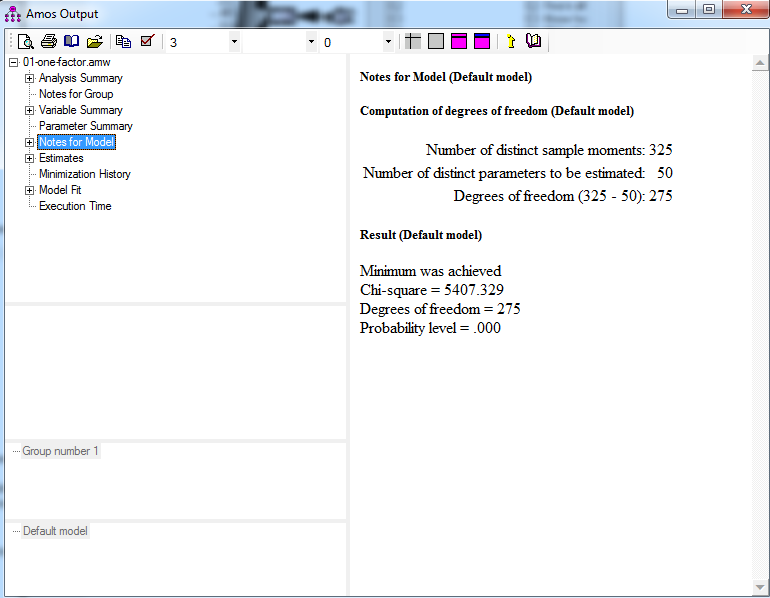 Amos Output
3
0
01-one-factor.amw
Analysis Summary
Notes for Group
Variable Summary
Parameter Summary
Notes for Model
Estimates
Minimization History
Model Fit
Execution Time
Group number 1
Default model
Notes for Model (Default model)
Computation of degrees of freedom (Default model)
Number of distinct sample moments: 325
Number of distinct parameters to be estimated: 50
Degrees of freedom (325 - 50): 275
Result (Default model)
Minimum was achieved
Chi-square = 5407.329
Degrees of freedom = 275
Probability level = .000